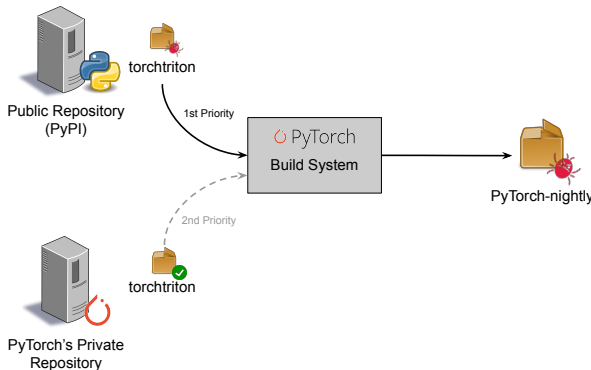 torchtriton
Public Repository
(PyPI)
1st Priority
PyTorch
Build System
PyTorch-nightly
2nd Priority
torchtriton
PyTorch's Private
Repository